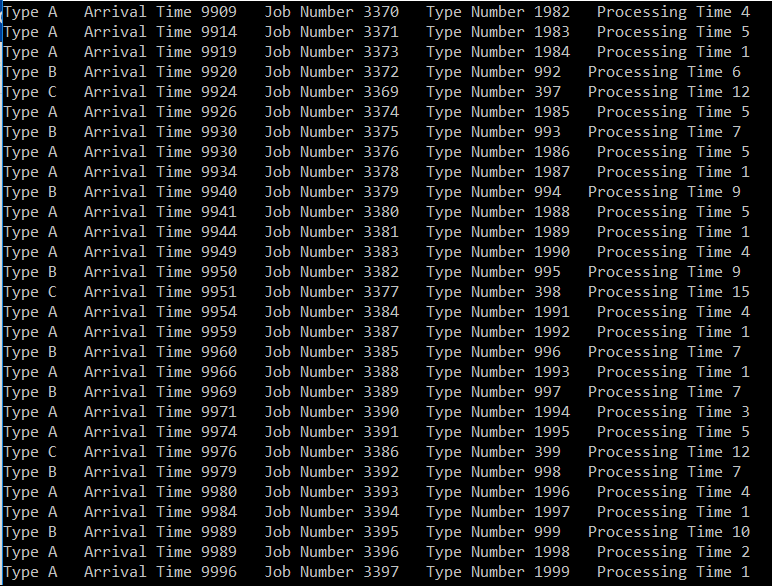 Type A   Arrival Time 9909   Job Number 3370   Type Number 1982   Processing Time 4
Type A   Arrival Time 9914   Job Number 3371   Type Number 1983   Processing Time 5
Type A   Arrival Time 9919   Job Number 3373   Type Number 1984   Processing Time 1
Type B   Arrival Time 9920   Job Number 3372   Type Number 992   Processing Time 6
Type C   Arrival Time 9924   Job Number 3369   Type Number 397   Processing Time 12
Type A   Arrival Time 9926   Job Number 3374   Type Number 1985   Processing Time 5
Type B   Arrival Time 9930   Job Number 3375   Type Number 993   Processing Time 7
Type A   Arrival Time 9930   Job Number 3376   Type Number 1986   Processing Time 5
Type A   Arrival Time 9934   Job Number 3378   Type Number 1987   Processing Time 1
Type B   Arrival Time 9940   Job Number 3379   Type Number 994   Processing Time 9
Type A   Arrival Time 9941   Job Number 3380   Type Number 1988   Processing Time 5
Type A   Arrival Time 9944   Job Number 3381   Type Number 1989   Processing Time 1
Type A   Arrival Time 9949   Job Number 3383   Type Number 1990   Processing Time 4
Type B   Arrival Time 9950   Job Number 3382   Type Number 995   Processing Time 9
Type C   Arrival Time 9951   Job Number 3377   Type Number 398   Processing Time 15
Type A   Arrival Time 9954   Job Number 3384   Type Number 1991   Processing Time 4
Type A   Arrival Time 9959   Job Number 3387   Type Number 1992   Processing Time 1
Type B   Arrival Time 9960   Job Number 3385   Type Number 996   Processing Time 7
Type A   Arrival Time 9966   Job Number 3388   Type Number 1993   Processing Time 1
Type B   Arrival Time 9969   Job Number 3389   Type Number 997   Processing Time 7
Type A   Arrival Time 9971   Job Number 3390   Type Number 1994   Processing Time 3
Type A   Arrival Time 9974   Job Number 3391   Type Number 1995   Processing Time 5
Type C   Arrival Time 9976   Job Number 3386   Type Number 399   Processing Time 12
Type B   Arrival Time 9979   Job Number 3392   Type Number 998   Processing Time 7
Type A   Arrival Time 9980   Job Number 3393   Type Number 1996   Processing Time 4
Type A   Arrival Time 9984   Job Number 3394   Type Number 1997   Processing Time 1
Type B   Arrival Time 9989   Job Number 3395   Type Number 999   Processing Time 10
Type A   Arrival Time 9989   Job Number 3396   Type Number 1998   Processing Time 2
Type A   Arrival Time 9996   Job Number 3397   Type Number 1999   Processing Time 1